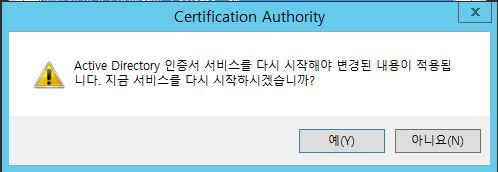 Certification Authority
Active Directory 인증서 서비스를 다시 시작해야 변경된 내용이 적용됩
니다. 지금 서비스를 다시 시작하시겠습니까?
예(Y)
아니요(N)